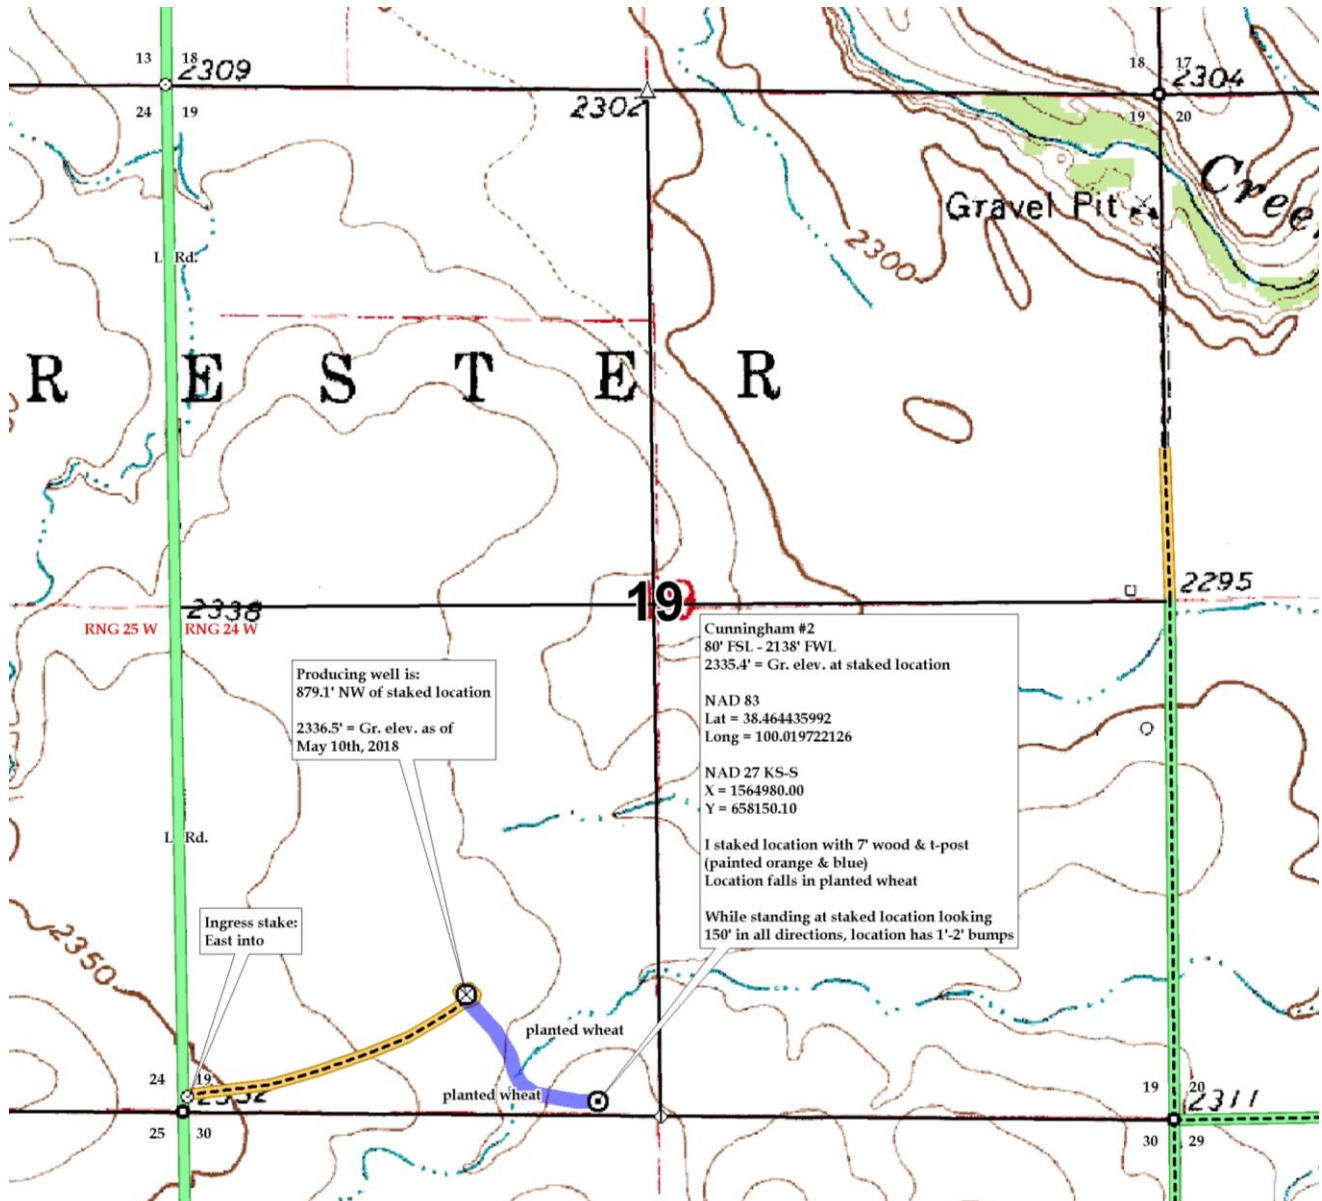 13 18
2309
24 19
2302
18 17
2304
19 20
Creek
Gravel Pit
2300
L Rd.
R E S T E R
19
2338
2295
RNG 25 W RNG 24 W
Producing well is:
879.1' NW of staked location
2336.5' = Gr. elev. as of
May 10th, 2018
Cunningham #2
80' FSL - 2138' FWL
2335.4' = Gr. elev. at staked location
NAD 83
Lat = 38.464435992
Long = 100.019722126
NAD 27 KS-S
X = 1564980.00
Y = 658150.10
I staked location with 7' wood & t-post
(painted orange & blue)
Location falls in planted wheat
While standing at staked location looking
150' in all directions, location has 1'-2' bumps
L Rd.
Ingress stake:
East into
2350
planted wheat
planted wheat
24 19
25 30
19 20
2311
30 29